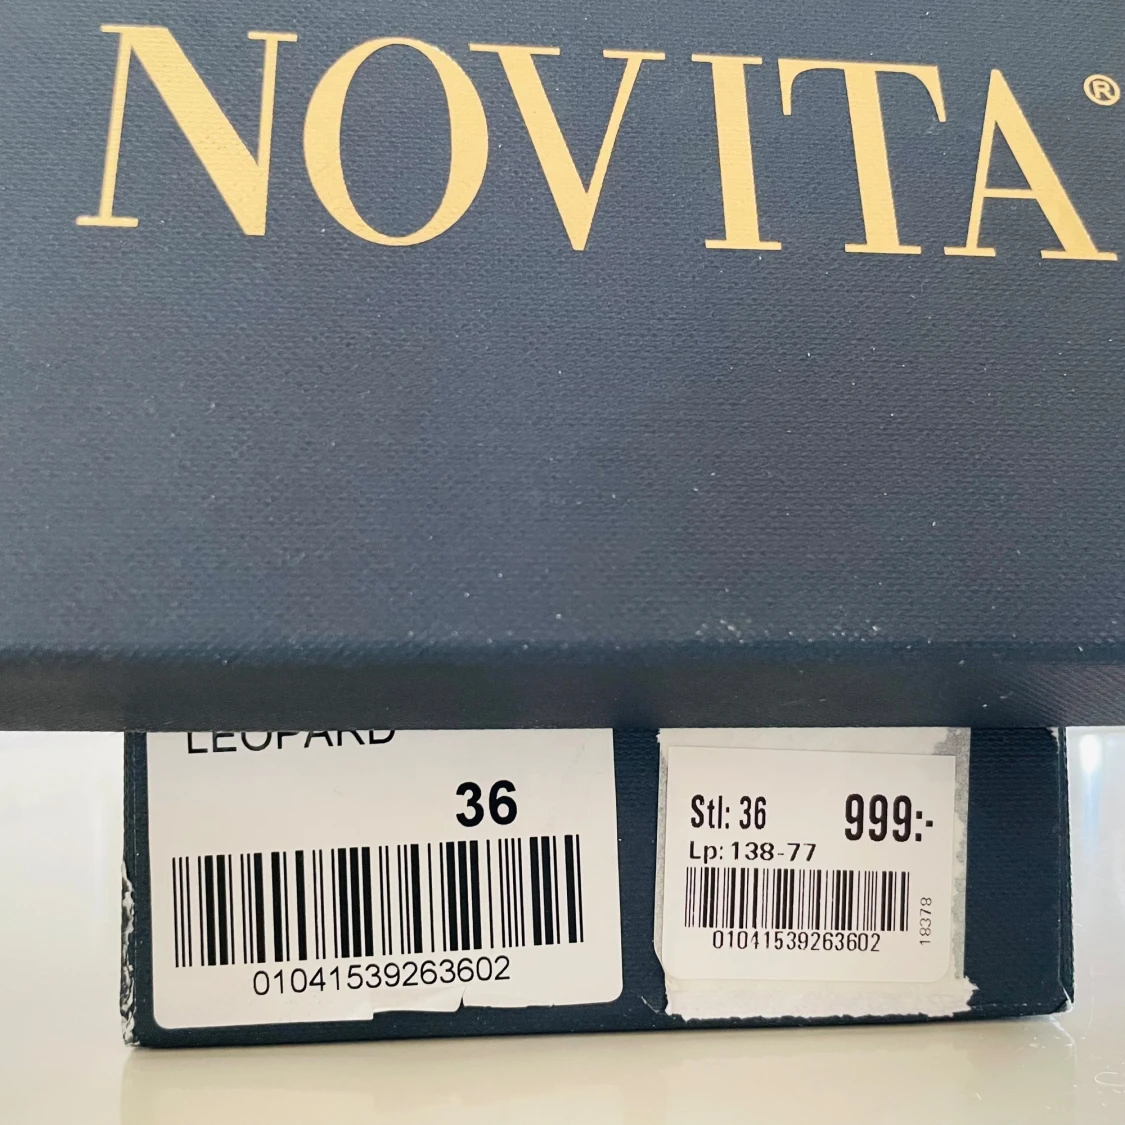 NOVITA®
LEOPARD
36
01041539263602
Stl: 36 999:-
Lp: 138-77
01041539263602
18378